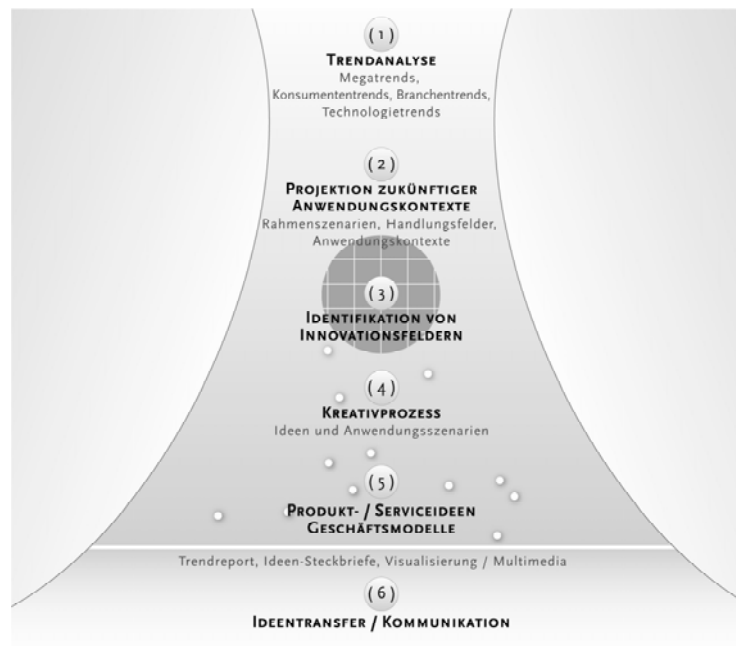 (1)
TRENDANALYSE
Megatrends,
Konsumententrends, Branchentrends,
Technologietrends
(2)
PROJEKTION ZUKÜNFTIGER
ANWENDUNGSKONTEXTE
Rahmenszenarien, Handlungsfelder,
Anwendungskontexte
(3)
IDENTIFIKATION VON
INNOVATIONSFELDERN
(4)
KREATIVPROZESS
Ideen und Anwendungsszenarien
(5)
PRODUKT- / SERVICEIDEEN
GESCHÄFTSMODELLE
Trendreport, Ideen-Steckbriefe, Visualisierung / Multimedia
(6)
IDEENTRANSFER / KOMMUNIKATION